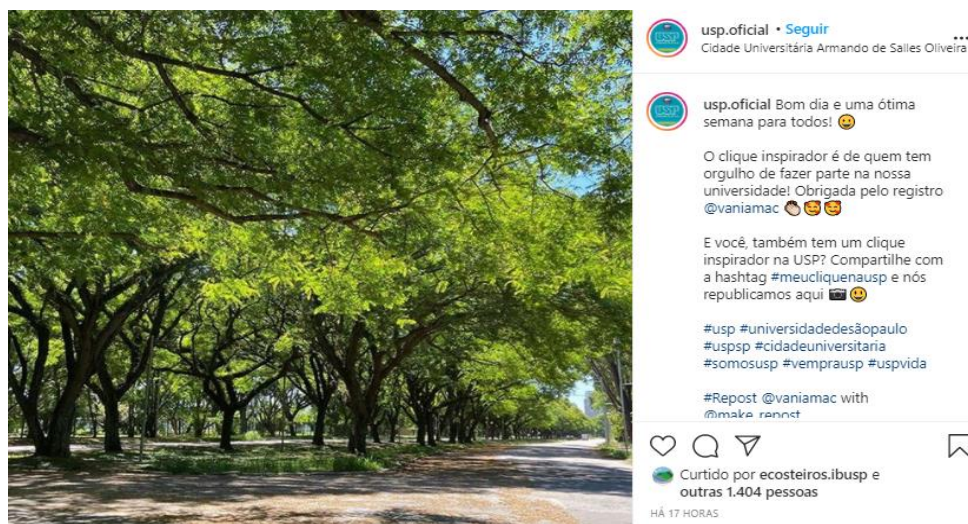 usp.oficial • Seguir
Cidade Universitária Armando de Salles Oliveira
usp.oficial Bom dia e uma ótima
semana para todos! 😀
O clique inspirador é de quem tem
orgulho de fazer parte na nossa
universidade! Obrigada pelo registro
@vaniamac 👏🥰🥰
E você, também tem um clique
inspirador na USP? Compartilhe com
a hashtag #meucliquenausp e nós
republicamos aqui 📷😃
#usp #universidadedesãopaulo
#uspsp #cidadeuniversitaria
#somosusp #vemprausp #uspvida
#Repost @vaniamac with
@make_repost
Curtido por ecosteiros.ibusp e
outras 1.404 pessoas
HÁ 17 HORAS